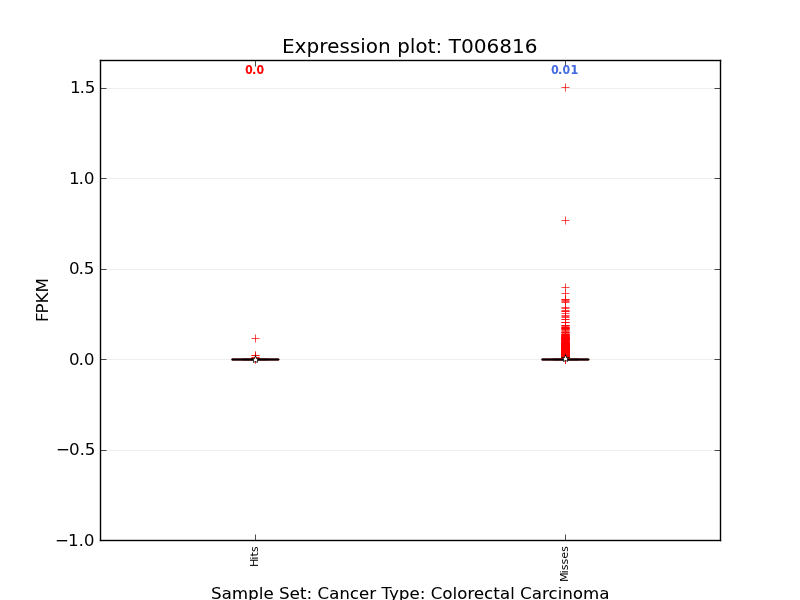 Expression plot: T006816
0.0
0.01
1.5
1.0
0.5
0.0
−0.5
−1.0
FPKM
Hits
Misses
Sample Set: Cancer Type: Colorectal Carcinoma